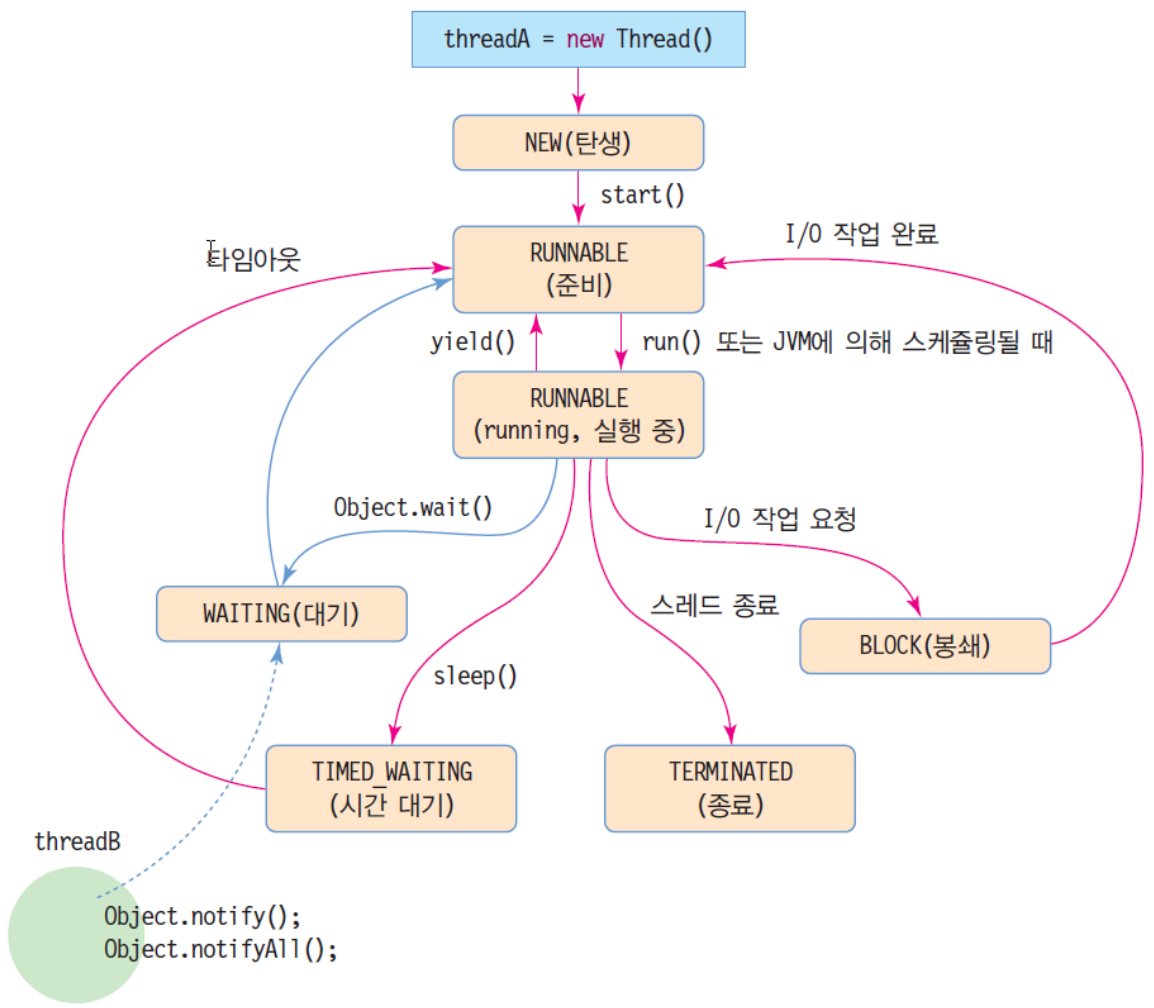 threadA = new Thread()
NEW(탄생)
start()
타임아웃
RUNNABLE
(준비)
I/O 작업 완료
yield()
run() 또는 JVM에 의해 스케쥴링될 때
RUNNABLE
(running, 실행 중)
Object.wait()
I/O 작업 요청
WAITING(대기)
스레드 종료
BLOCK(봉쇄)
sleep()
TIMED_WAITING
(시간 대기)
TERMINATED
(종료)
threadB
Object.notify();
Object.notifyAll();